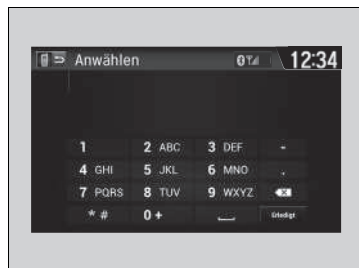 Anwählen 12:34
1 2 ABC 3 DEF -
4 GHI 5 JKL 6 MNO .
7 PQRS 8 TUV 9 WXYZ
* # 0 + Erledigt